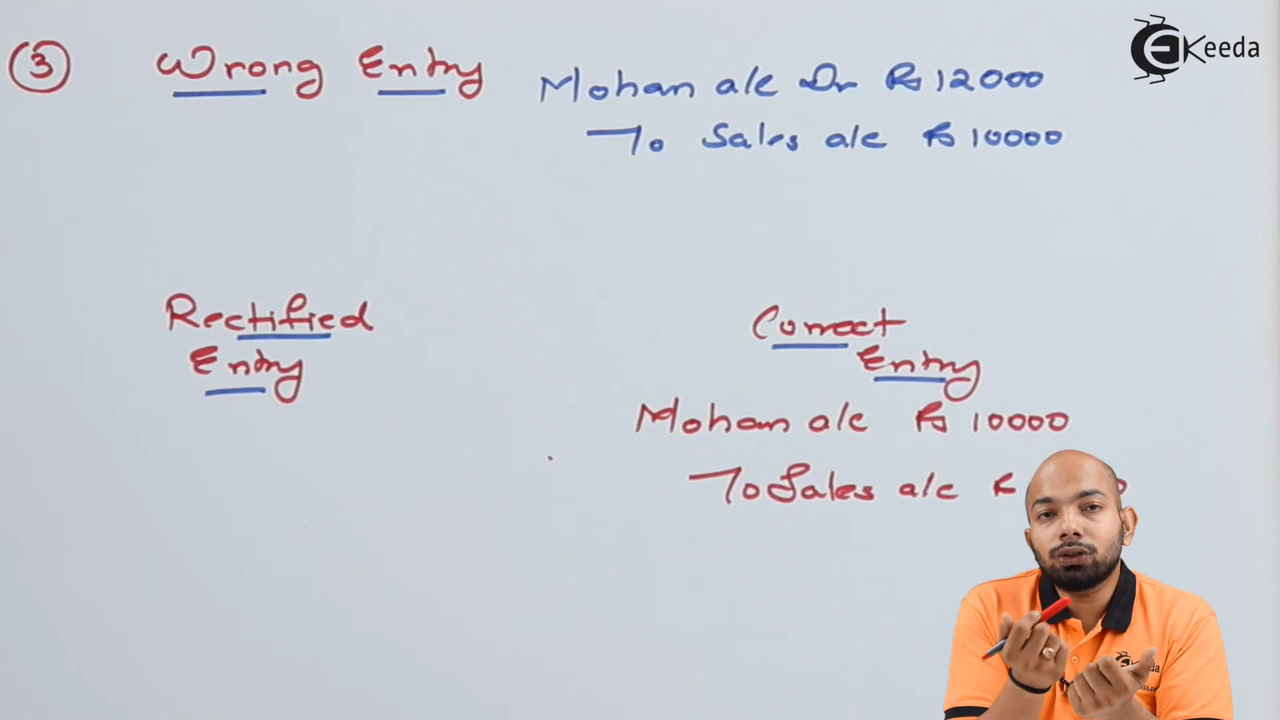 ③ Wrong Entry Mohan a/c Dr Rs 12000
To Sales a/c Rs 10000
EKeeda
Rectified
Entry
Correct
Entry
Mohan a/c Rs 10000
To Sales a/c Rs